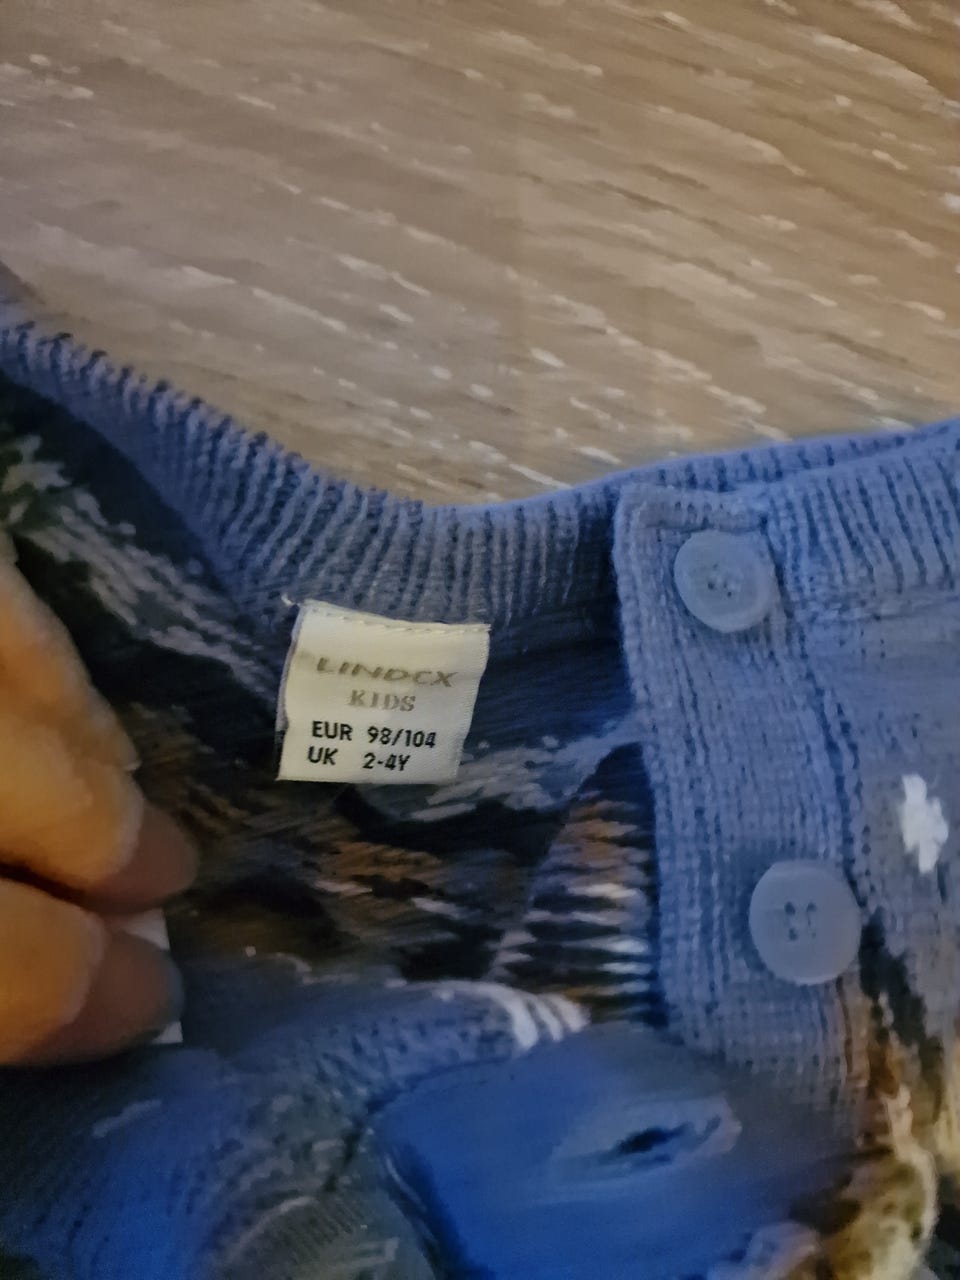 LINDEX
KIDS
EUR 98/104
UK 2-4Y